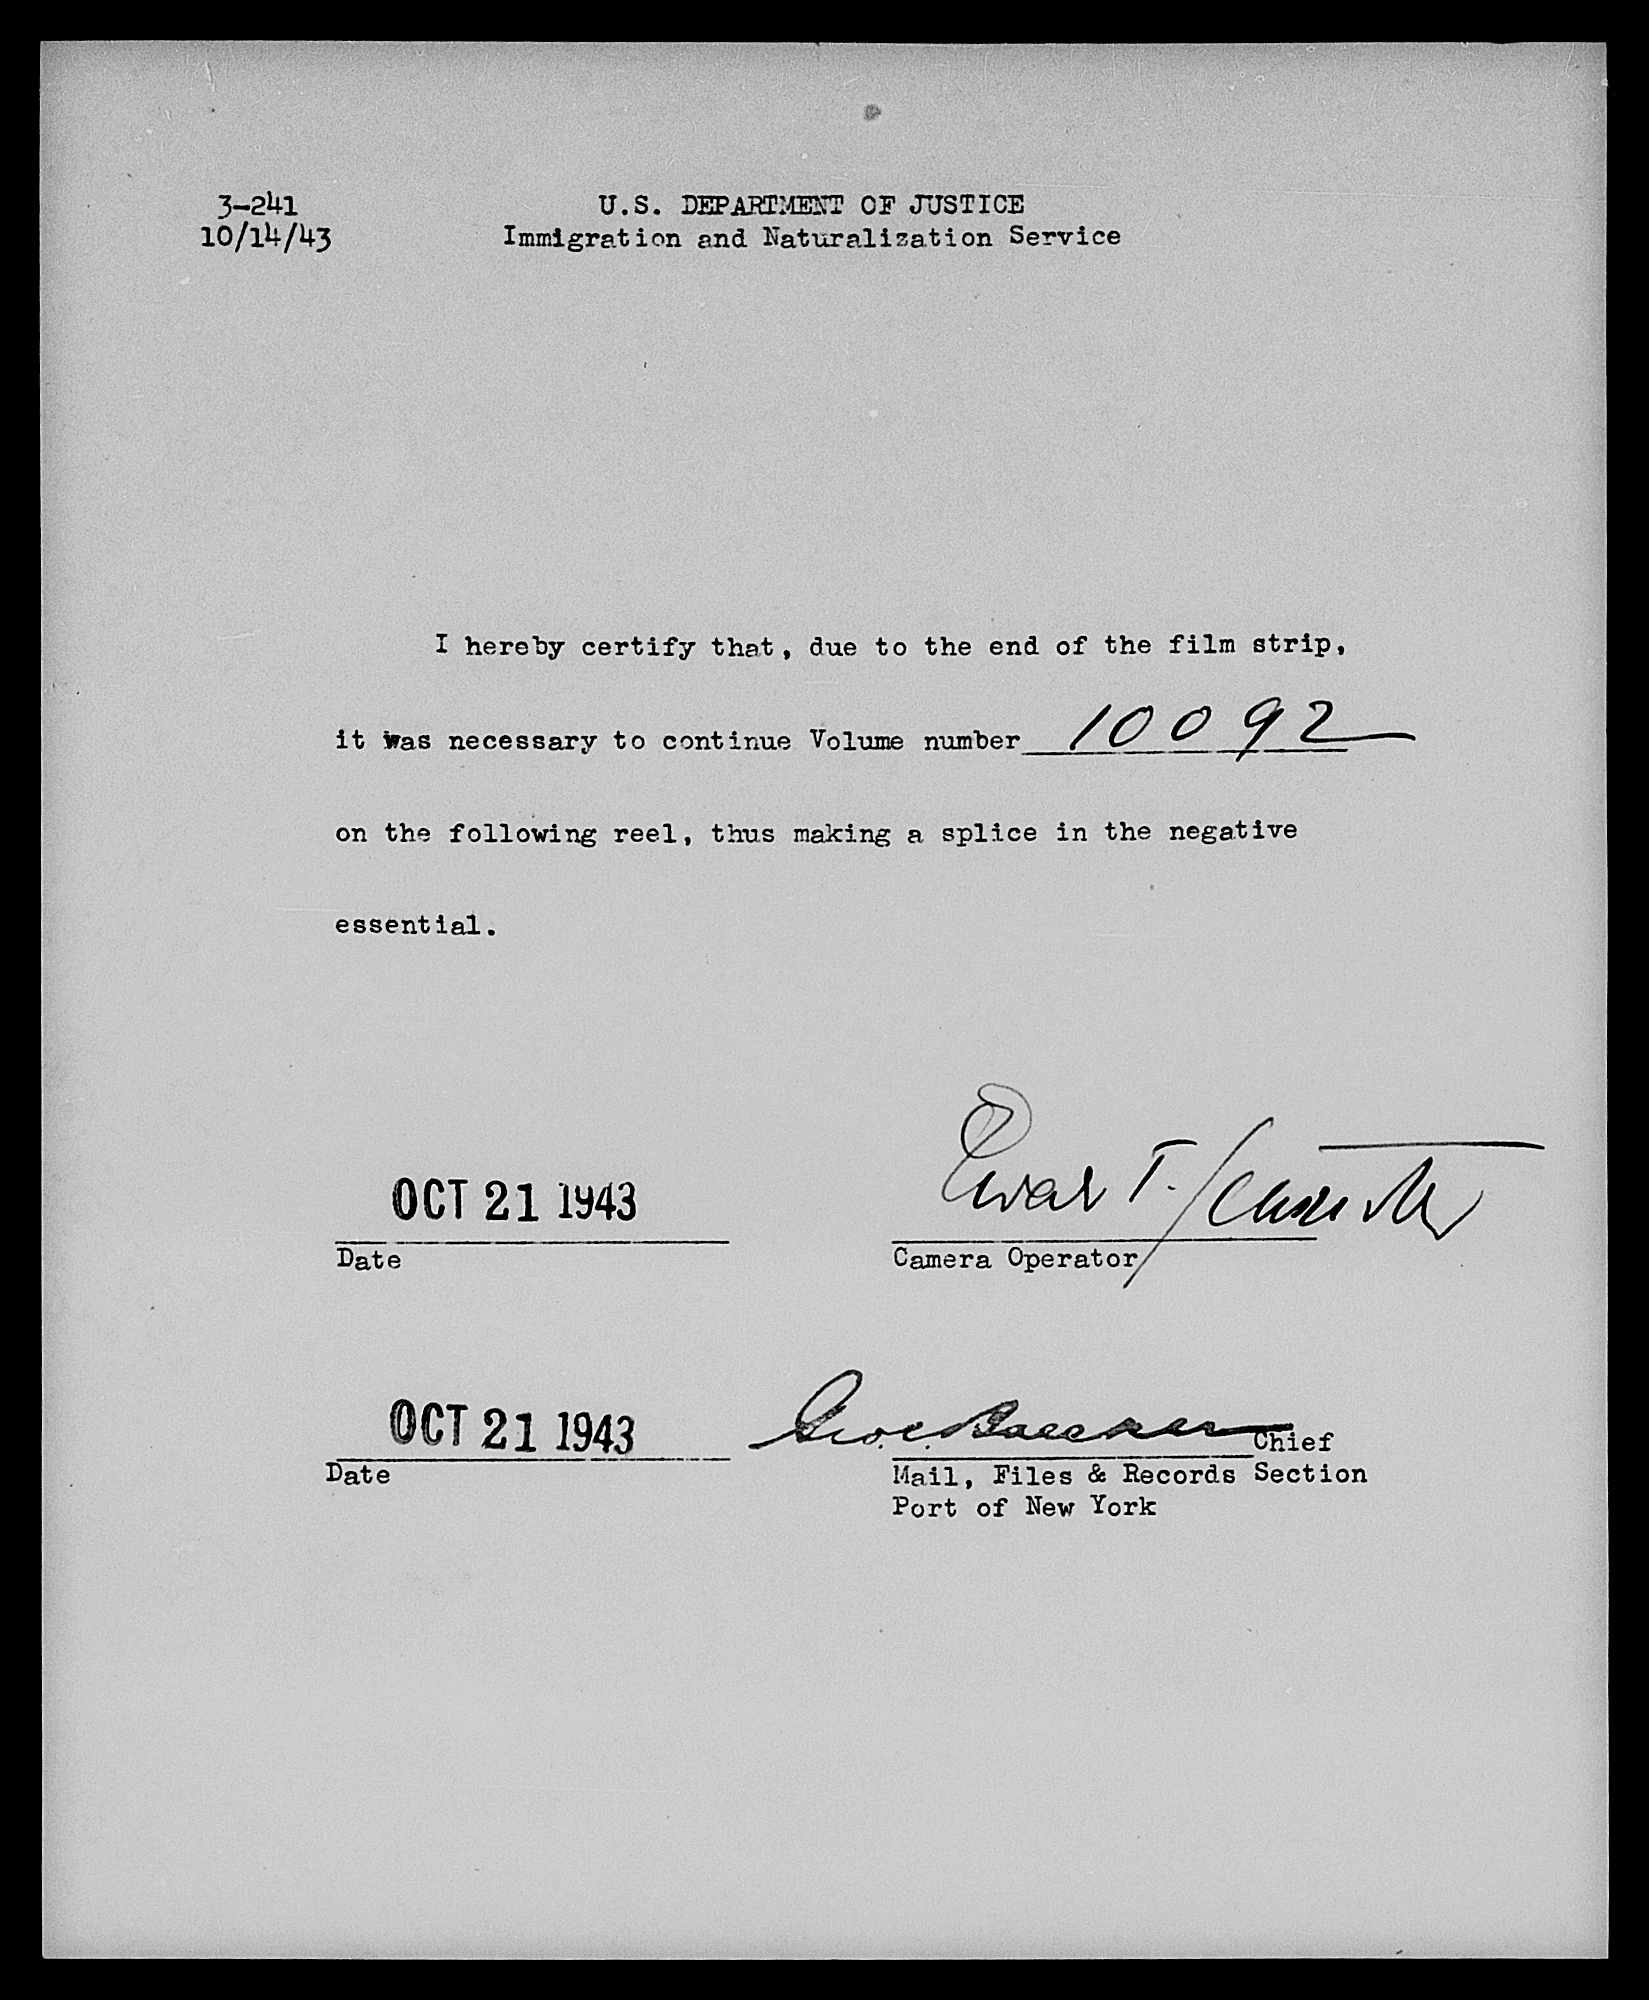 3-241
10/14/43
U.S. DEPARTMENT OF JUSTICE
Immigration and Naturalization Service
I hereby certify that, due to the end of the film strip,
it was necessary to continue Volume number 10092
on the following reel, thus making a splice in the negative
essential.
OCT 21 1943
Date
T.
Camera Operator
OCT 21 1943
Date
Geo. Chief
Mail, Files & Records Section
Port of New York